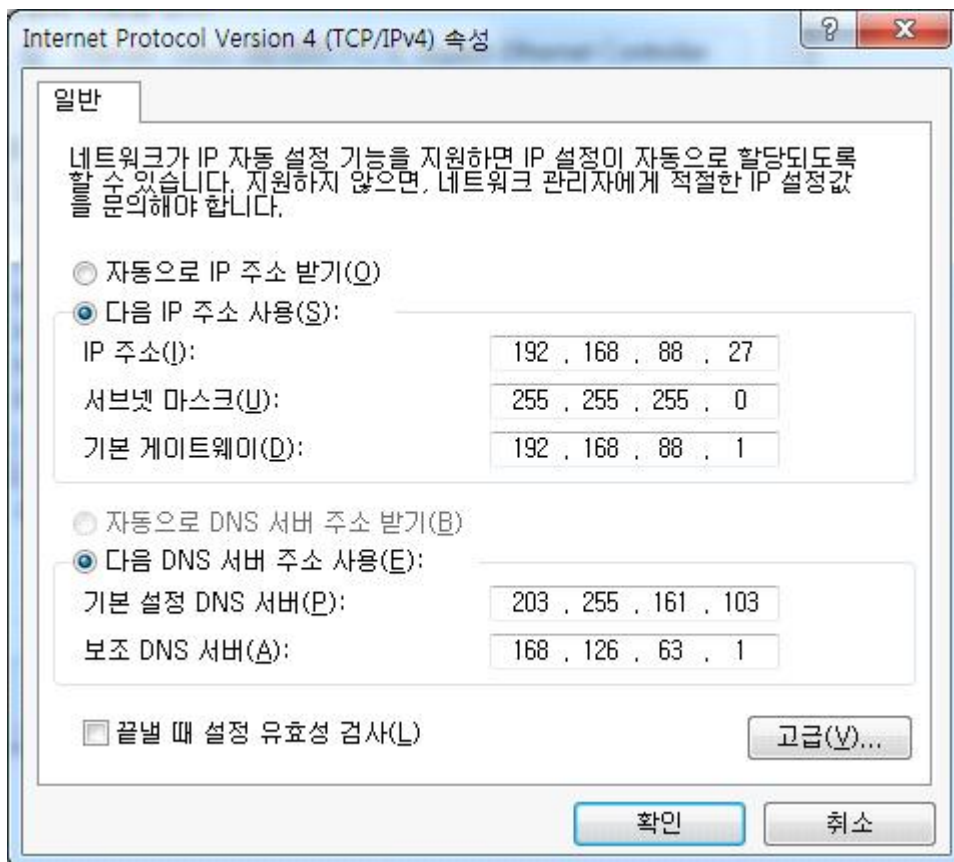 Internet Protocol Version 4 (TCP/IPv4) 속성
일반
네트워크가 IP 자동 설정 기능을 지원하면 IP 설정이 자동으로 할당되도록
할 수 있습니다. 지원하지 않으면, 네트워크 관리자에게 적절한 IP 설정값
을 문의해야 합니다.
자동으로 IP 주소 받기(O)
다음 IP 주소 사용(S):
IP 주소(I): 192 . 168 . 88 . 27
서브넷 마스크(U): 255 . 255 . 255 . 0
기본 게이트웨이(D): 192 . 168 . 88 . 1
자동으로 DNS 서버 주소 받기(B)
다음 DNS 서버 주소 사용(E):
기본 설정 DNS 서버(P): 203 . 255 . 161 . 103
보조 DNS 서버(A): 168 . 126 . 63 . 1
끝낼 때 설정 유효성 검사(L)
고급(V)...
확인 취소